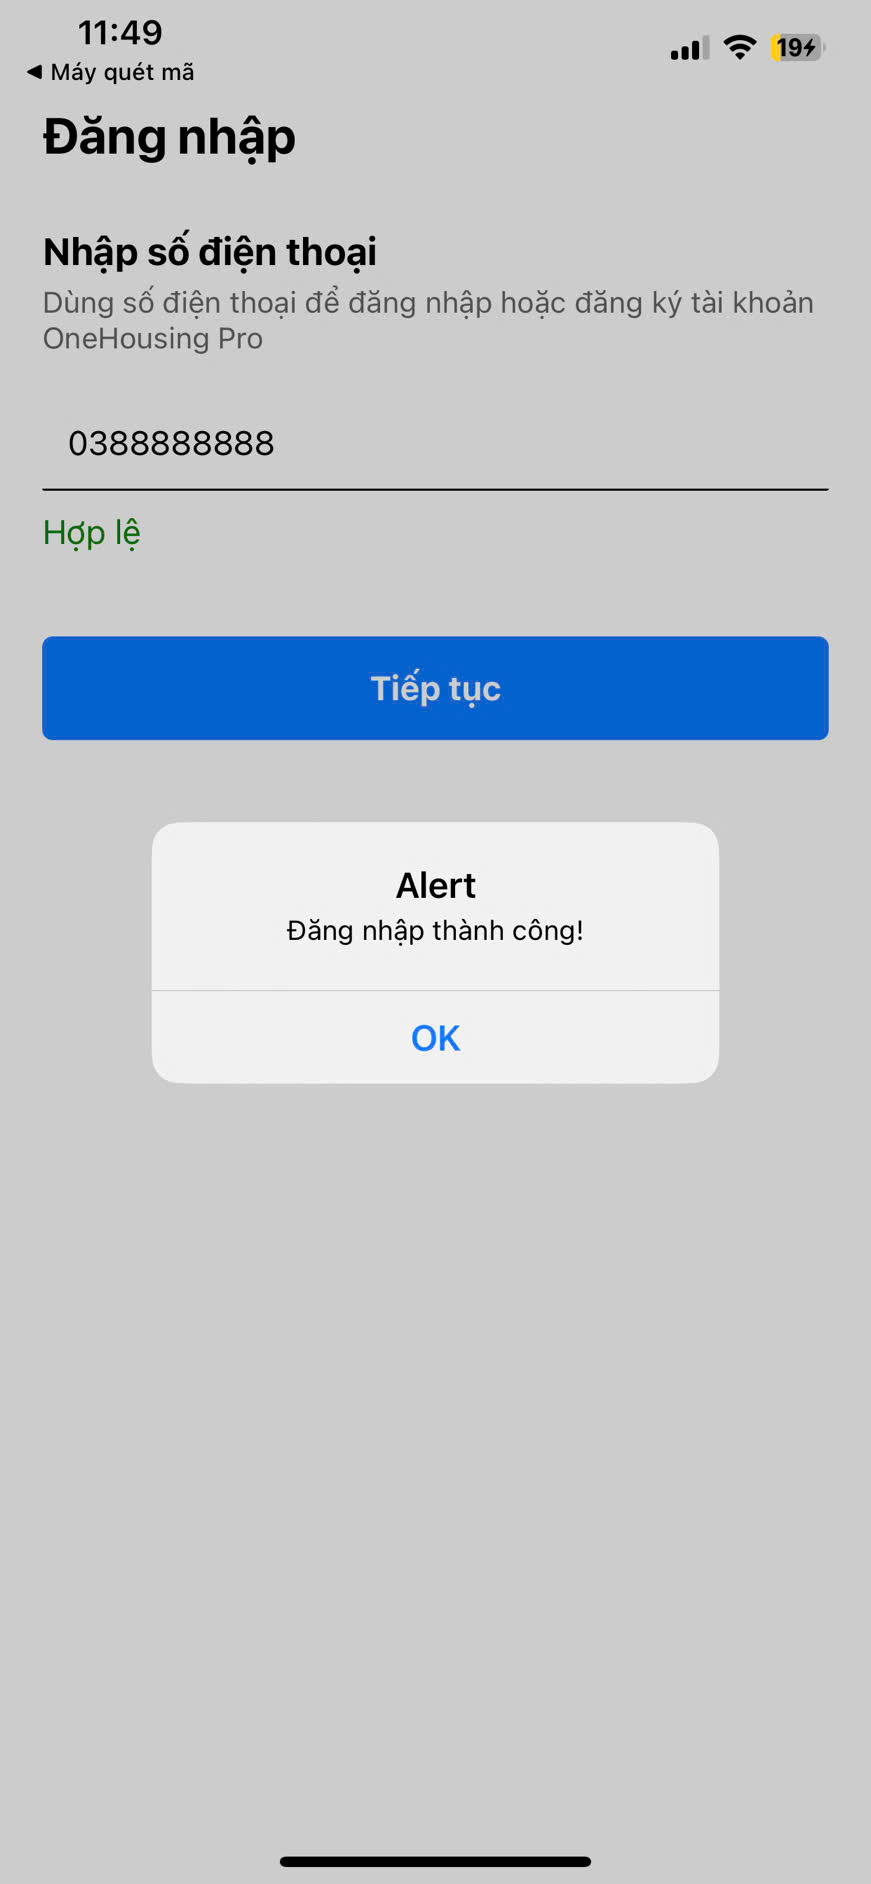 11:49
◀ Máy quét mã
19
Đăng nhập
Nhập số điện thoại
Dùng số điện thoại để đăng nhập hoặc đăng ký tài khoản
OneHousing Pro
0388888888
Hợp lệ
Tiếp tục
Alert
Đăng nhập thành công!
OK